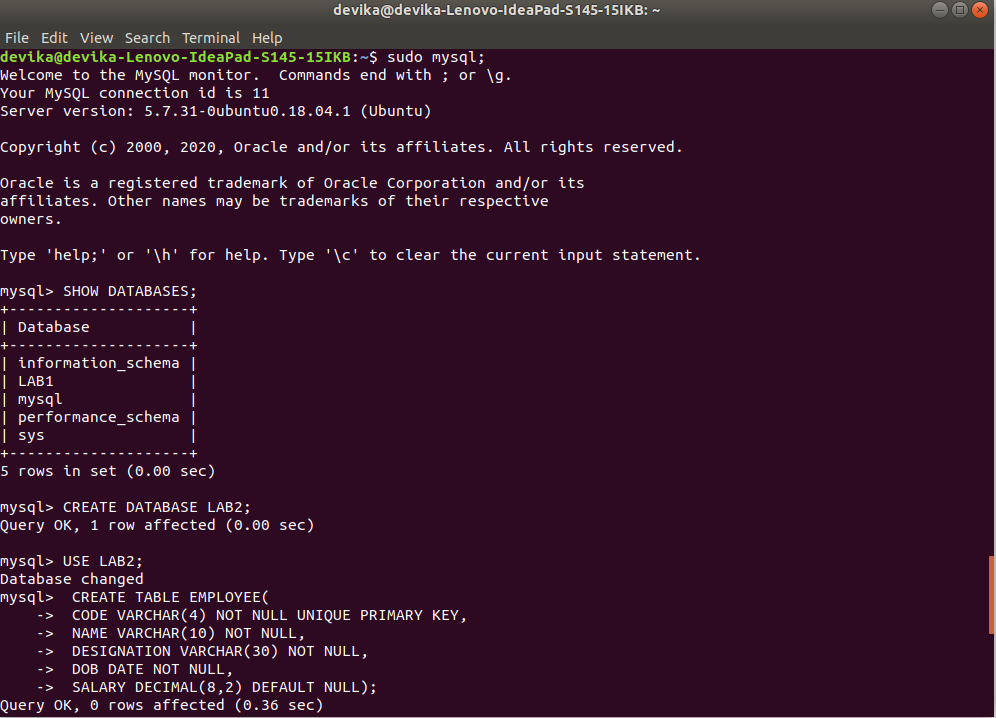 devika@devika-Lenovo-IdeaPad-S145-15IKB: ~
File Edit View Search Terminal Help
devika@devika-Lenovo-IdeaPad-S145-15IKB:~$ sudo mysql;
Welcome to the MySQL monitor.  Commands end with ; or \g.
Your MySQL connection id is 11
Server version: 5.7.31-0ubuntu0.18.04.1 (Ubuntu)

Copyright (c) 2000, 2020, Oracle and/or its affiliates. All rights reserved.

Oracle is a registered trademark of Oracle Corporation and/or its
affiliates. Other names may be trademarks of their respective
owners.

Type 'help;' or '\h' for help. Type '\c' to clear the current input statement.

mysql> SHOW DATABASES;
+--------------------+
| Database           |
+--------------------+
| information_schema |
| LAB1               |
| mysql              |
| performance_schema |
| sys                |
+--------------------+
5 rows in set (0.00 sec)

mysql> CREATE DATABASE LAB2;
Query OK, 1 row affected (0.00 sec)

mysql> USE LAB2;
Database changed
mysql>  CREATE TABLE EMPLOYEE(
    ->  CODE VARCHAR(4) NOT NULL UNIQUE PRIMARY KEY,
    ->  NAME VARCHAR(10) NOT NULL,
    ->  DESIGNATION VARCHAR(30) NOT NULL,
    ->  DOB DATE NOT NULL,
    ->  SALARY DECIMAL(8,2) DEFAULT NULL);
Query OK, 0 rows affected (0.36 sec)